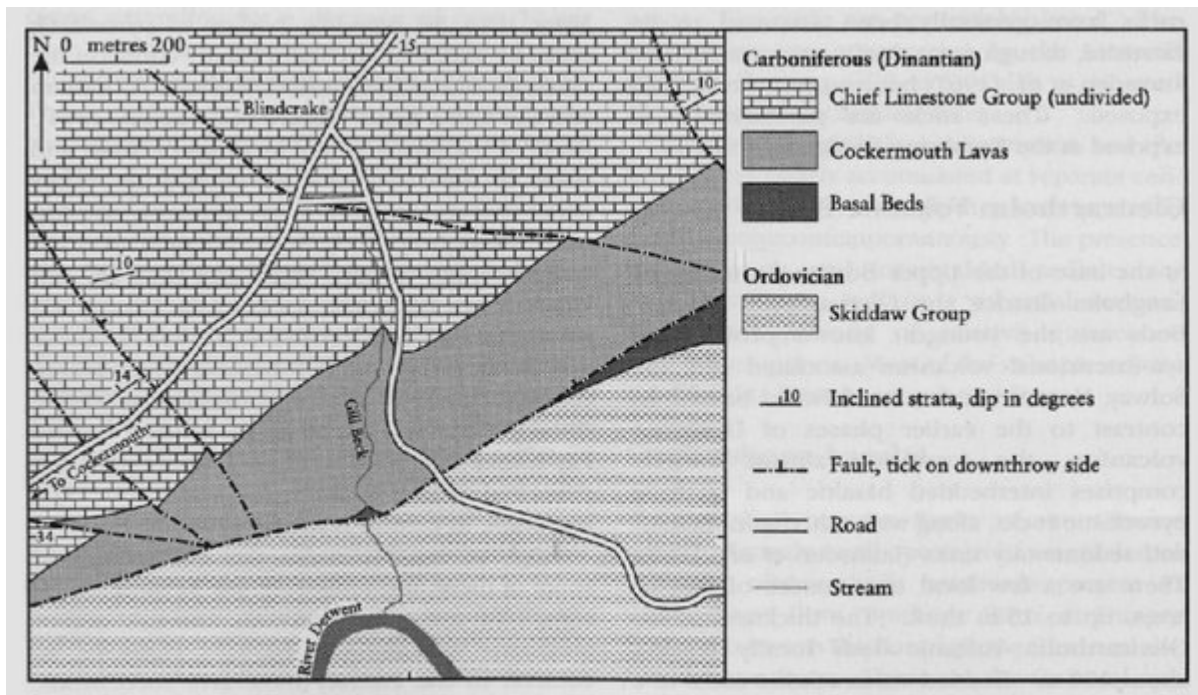 N 0 metres 200
15
10
Blindcrake
10
14
Gill Beck
To Cockermouth
34
River Derwent
Carboniferous (Dinantian)
Chief Limestone Group (undivided)
Cockermouth Lavas
Basal Beds
Ordovician
Skiddaw Group
10 Inclined strata, dip in degrees
Fault, tick on downthrow side
Road
Stream